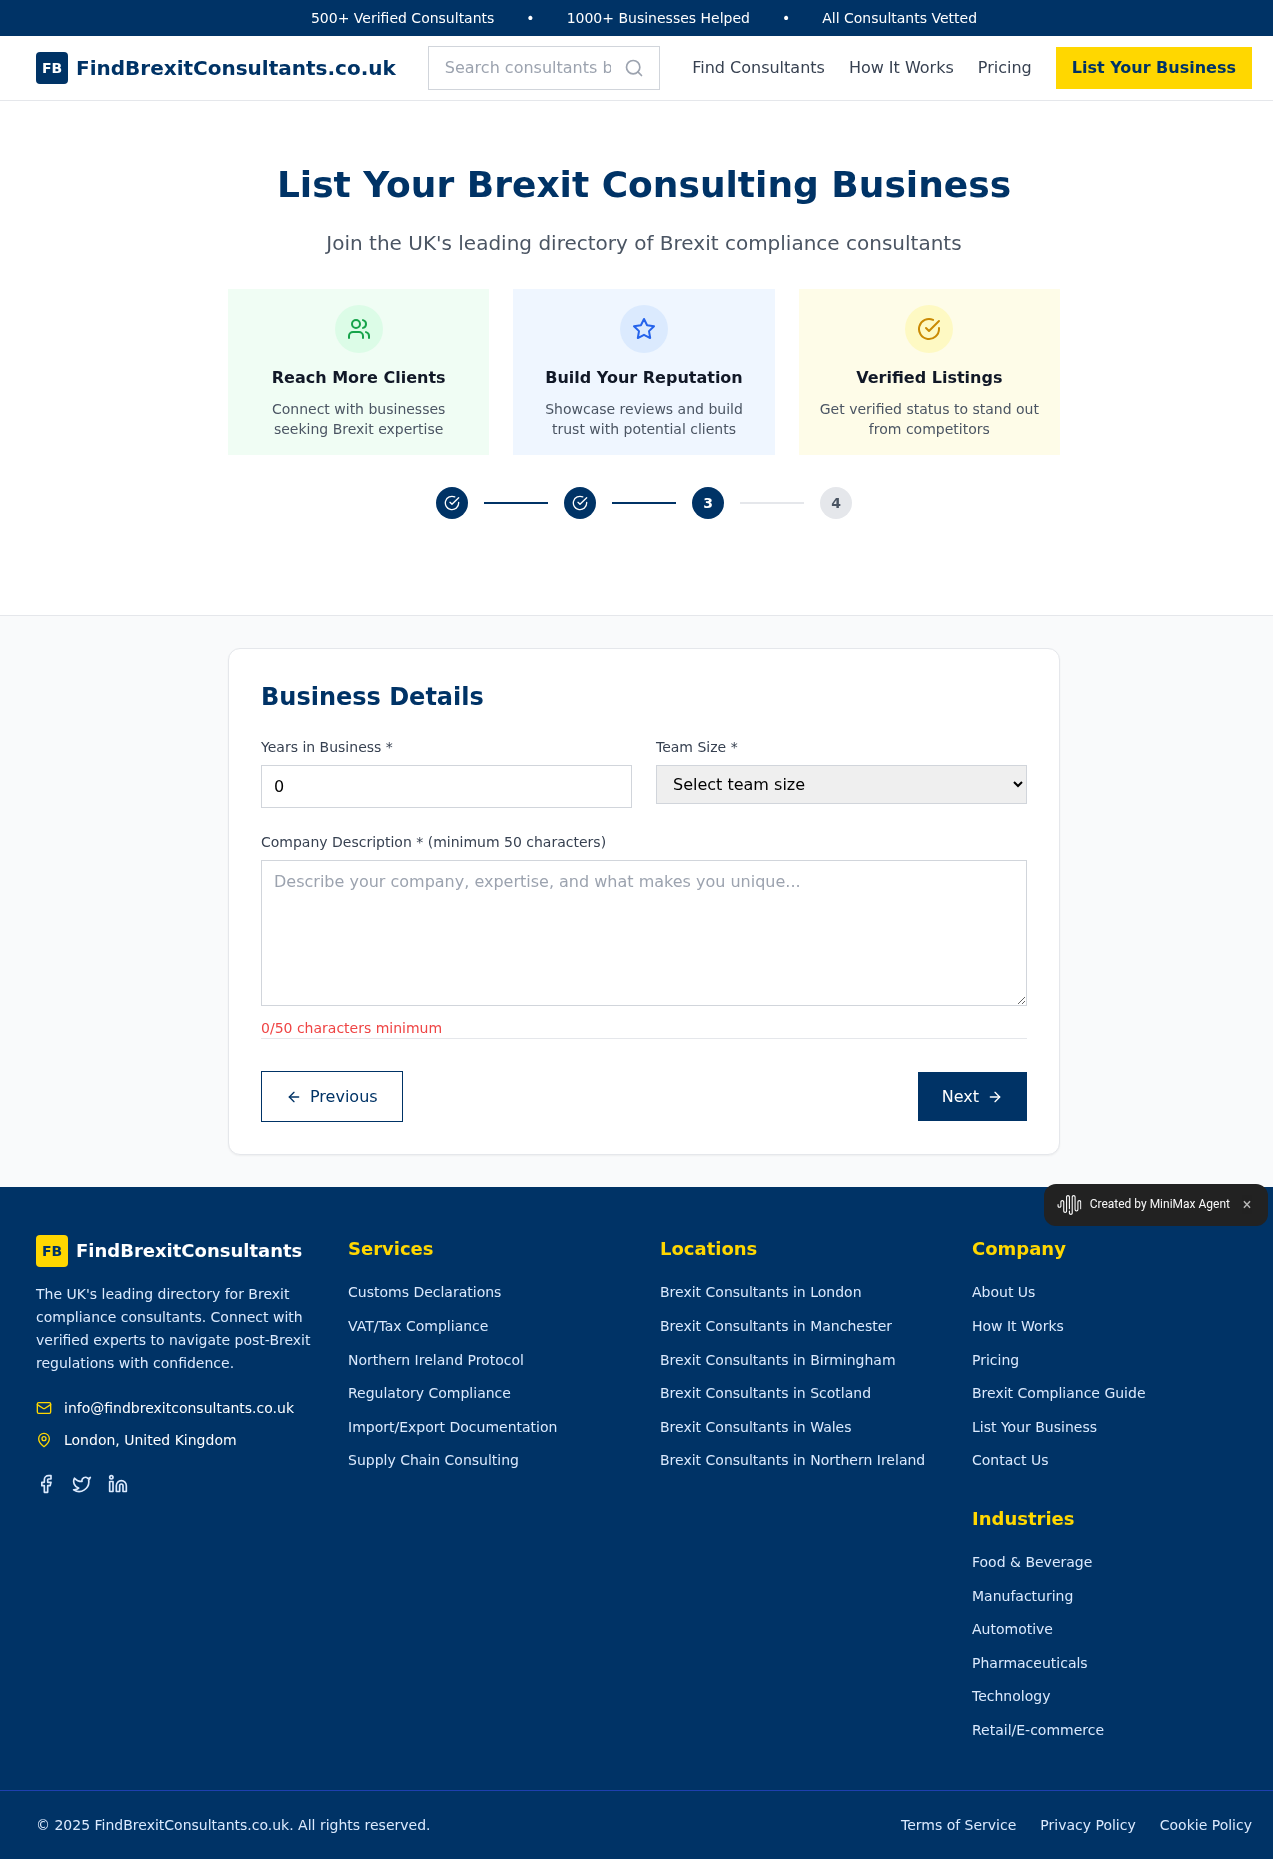 500+ Verified Consultants • 1000+ Businesses Helped • All Consultants Vetted
FB FindBrexitConsultants.co.uk
Search consultants b
Find Consultants
How It Works
Pricing
List Your Business
List Your Brexit Consulting Business
Join the UK's leading directory of Brexit compliance consultants
Reach More Clients
Connect with businesses
seeking Brexit expertise
Build Your Reputation
Showcase reviews and build
trust with potential clients
Verified Listings
Get verified status to stand out
from competitors
3
4
Business Details
Years in Business *
0
Team Size *
Select team size
Company Description * (minimum 50 characters)
Describe your company, expertise, and what makes you unique...
0/50 characters minimum
Previous
Next
Created by MiniMax Agent ×
FB FindBrexitConsultants
The UK's leading directory for Brexit
compliance consultants. Connect with
verified experts to navigate post-Brexit
regulations with confidence.
info@findbrexitconsultants.co.uk
London, United Kingdom
Services
Customs Declarations
VAT/Tax Compliance
Northern Ireland Protocol
Regulatory Compliance
Import/Export Documentation
Supply Chain Consulting
Locations
Brexit Consultants in London
Brexit Consultants in Manchester
Brexit Consultants in Birmingham
Brexit Consultants in Scotland
Brexit Consultants in Wales
Brexit Consultants in Northern Ireland
Company
About Us
How It Works
Pricing
Brexit Compliance Guide
List Your Business
Contact Us
Industries
Food & Beverage
Manufacturing
Automotive
Pharmaceuticals
Technology
Retail/E-commerce
© 2025 FindBrexitConsultants.co.uk. All rights reserved.
Terms of Service
Privacy Policy
Cookie Policy